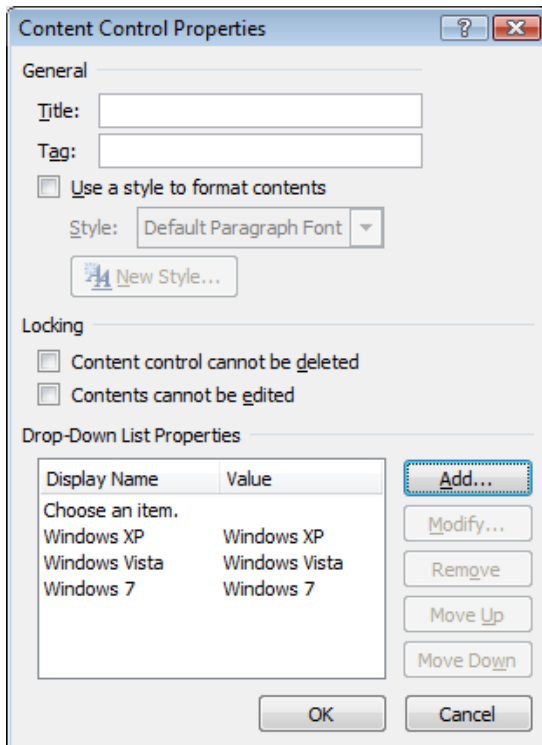 Content Control Properties
General
Title:
Tag:
Use a style to format contents
Style: Default Paragraph Font
New Style...
Locking
Content control cannot be deleted
Contents cannot be edited
Drop-Down List Properties
Display Name Value Add...
Choose an item.
Windows XP Windows XP Modify...
Windows Vista Windows Vista Remove
Windows 7 Windows 7
Move Up
Move Down
OK Cancel